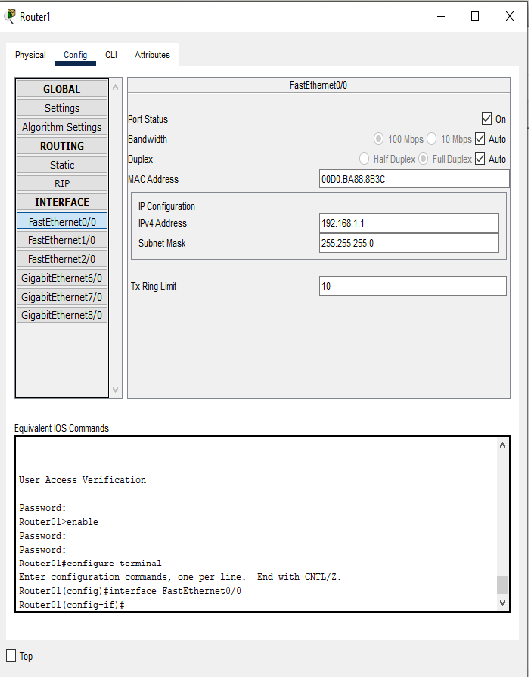 Router1
Physical Config CLI Attributes
GLOBAL
Settings
Algorithm Settings
ROUTING
Static
RIP
INTERFACE
FastEthernet0/0
FastEthernet1/0
FastEthernet2/0
GigabitEthernet6/0
GigabitEthernet7/0
GigabitEthernet8/0
FastEthernet0/0
Port Status On
Bandwidth 100 Mbps 10 Mbps Auto
Duplex Half Duplex Full Duplex Auto
MAC Address 00D0.BA88.8B3C
IP Configuration
IPv4 Address 192.168.1.1
Subnet Mask 255.255.255.0
Tx Ring Limit 10
Equivalent IOS Commands
User Access Verification
Password:
Router01>enable
Password:
Password:
Router01#configure terminal
Enter configuration commands, one per line. End with CNTL/Z.
Router01(config)#interface FastEthernet0/0
Router01(config-if)#
Top